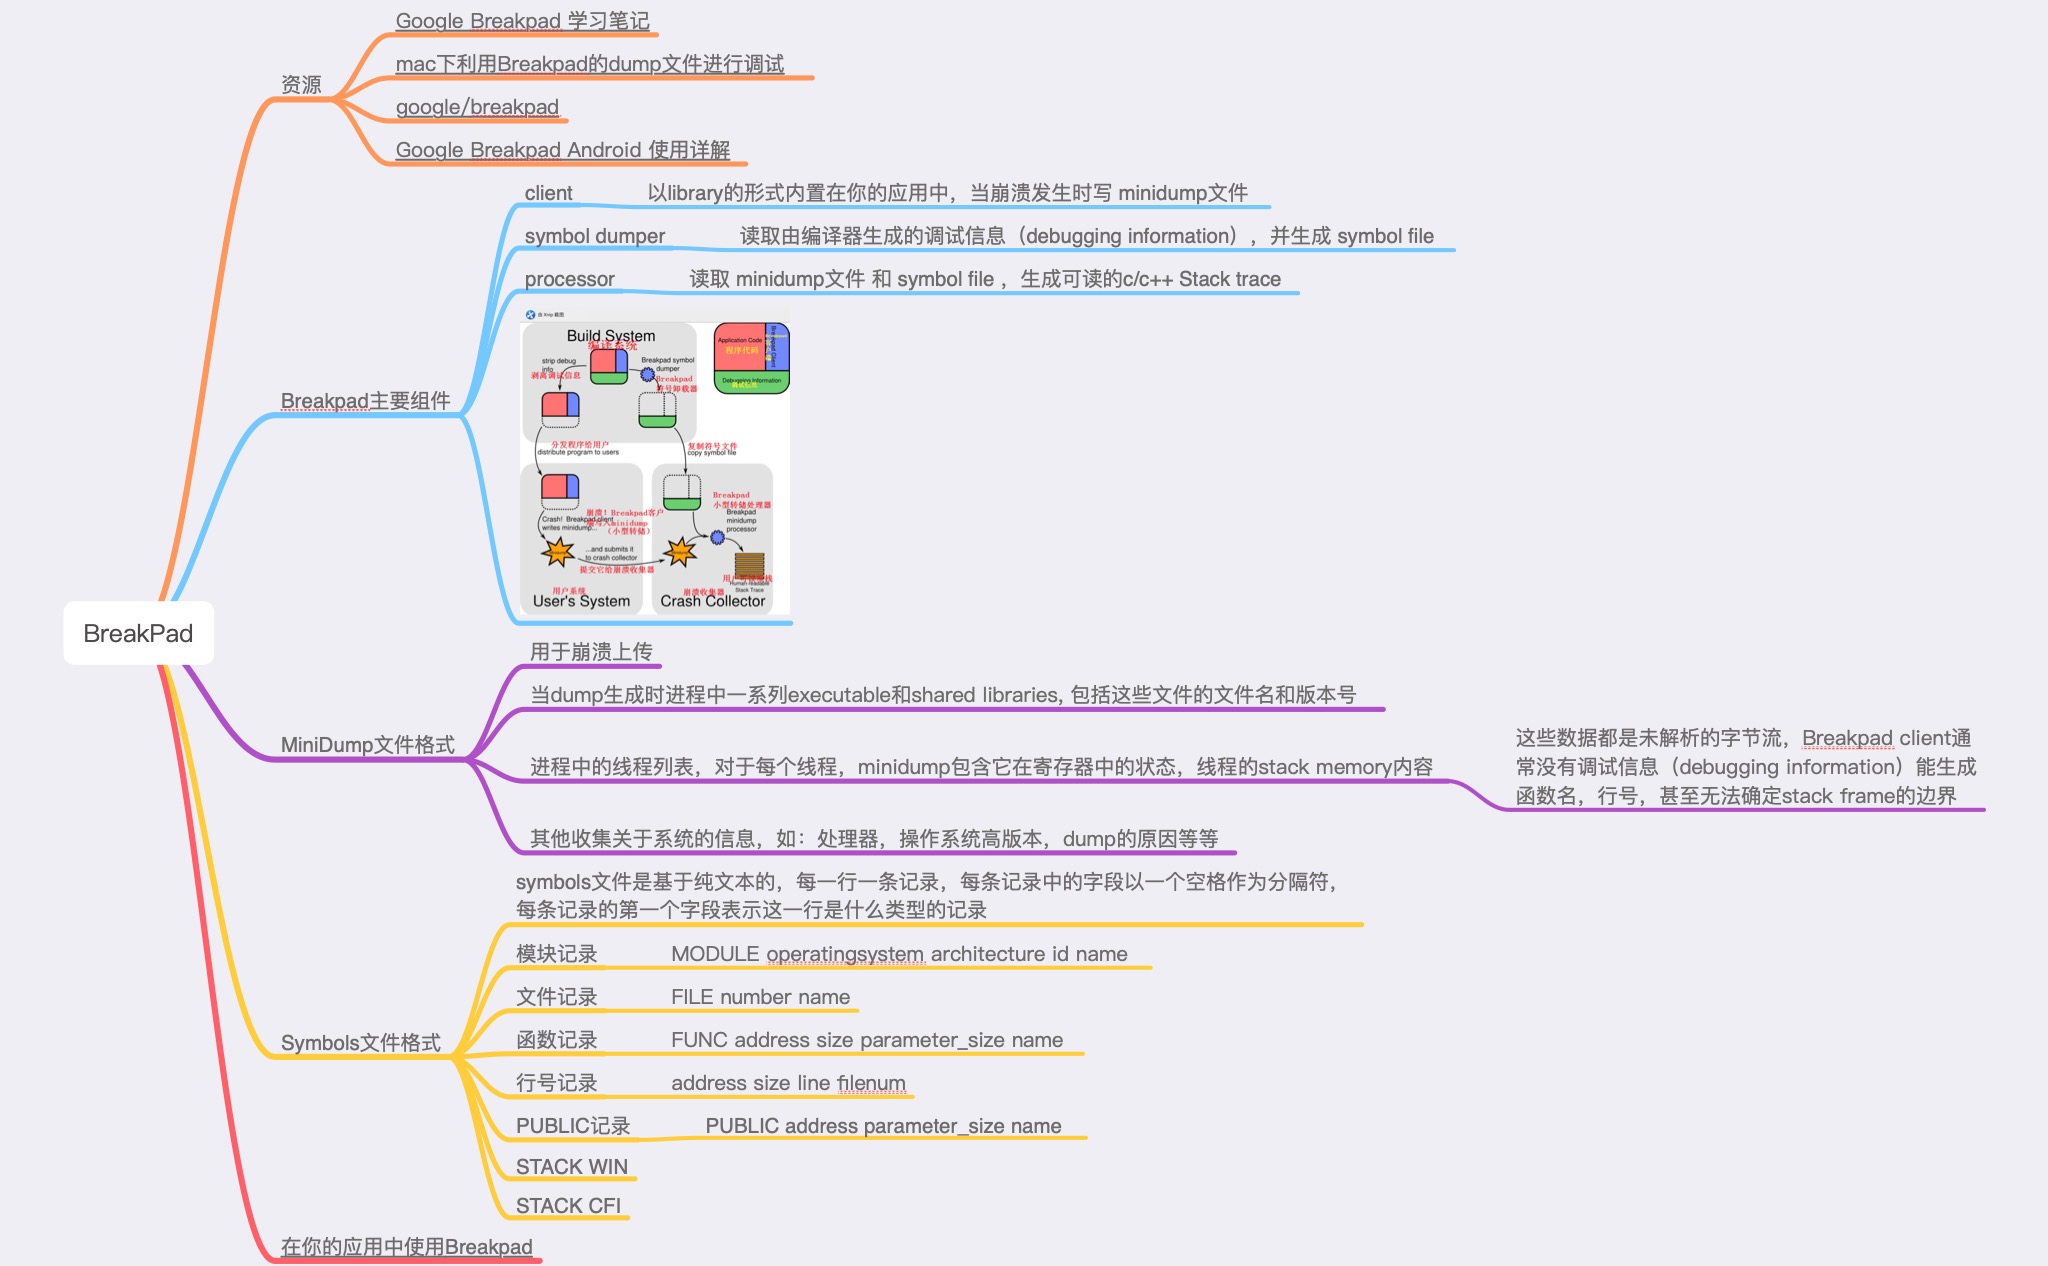 Google Breakpad 学习笔记
mac下利用Breakpad的dump文件进行调试
资源
google/breakpad
Google Breakpad Android 使用详解
client
以library的形式内置在你的应用中，当崩溃发生时写 minidump文件
symbol dumper
读取由编译器生成的调试信息（debugging information），并生成 symbol file
processor
读取 minidump文件 和 symbol file ，生成可读的c/c++ Stack trace
Breakpad主要组件
由 Xnip 截图
Build System
编译系统
strip debug
info
剥离调试信息
Breakpad symbol
dumper
Breakpad
符号卸载器
Application Code
程序代码
Breakpad Client
Debugging Information
调试信息
分发程序给用户
distribute program to users
复制符号文件
copy symbol file
Crash! Breakpad client
writes minidump...
崩溃！Breakpad客户
写入minidump
（小型转储）
Breakpad
小型转储处理器
Breakpad
minidump
processor
...and submits it
to crash collector
提交它给崩溃收集器
Human-readable
Stack Trace
用户系统
User's System
崩溃收集器
Crash Collector
BreakPad
用于崩溃上传
当dump生成时进程中一系列executable和shared libraries, 包括这些文件的文件名和版本号
MiniDump文件格式
进程中的线程列表，对于每个线程，minidump包含它在寄存器中的状态，线程的stack memory内容
这些数据都是未解析的字节流，Breakpad client通
常没有调试信息（debugging information）能生成
函数名，行号，甚至无法确定stack frame的边界
其他收集关于系统的信息，如：处理器，操作系统高版本，dump的原因等等
symbols文件是基于纯文本的，每一行一条记录，每条记录中的字段以一个空格作为分隔符，
每条记录的第一个字段表示这一行是什么类型的记录
模块记录
MODULE operatingsystem architecture id name
文件记录
FILE number name
Symbols文件格式
函数记录
FUNC address size parameter_size name
行号记录
address size line filenum
PUBLIC记录
PUBLIC address parameter_size name
STACK WIN
STACK CFI
在你的应用中使用Breakpad